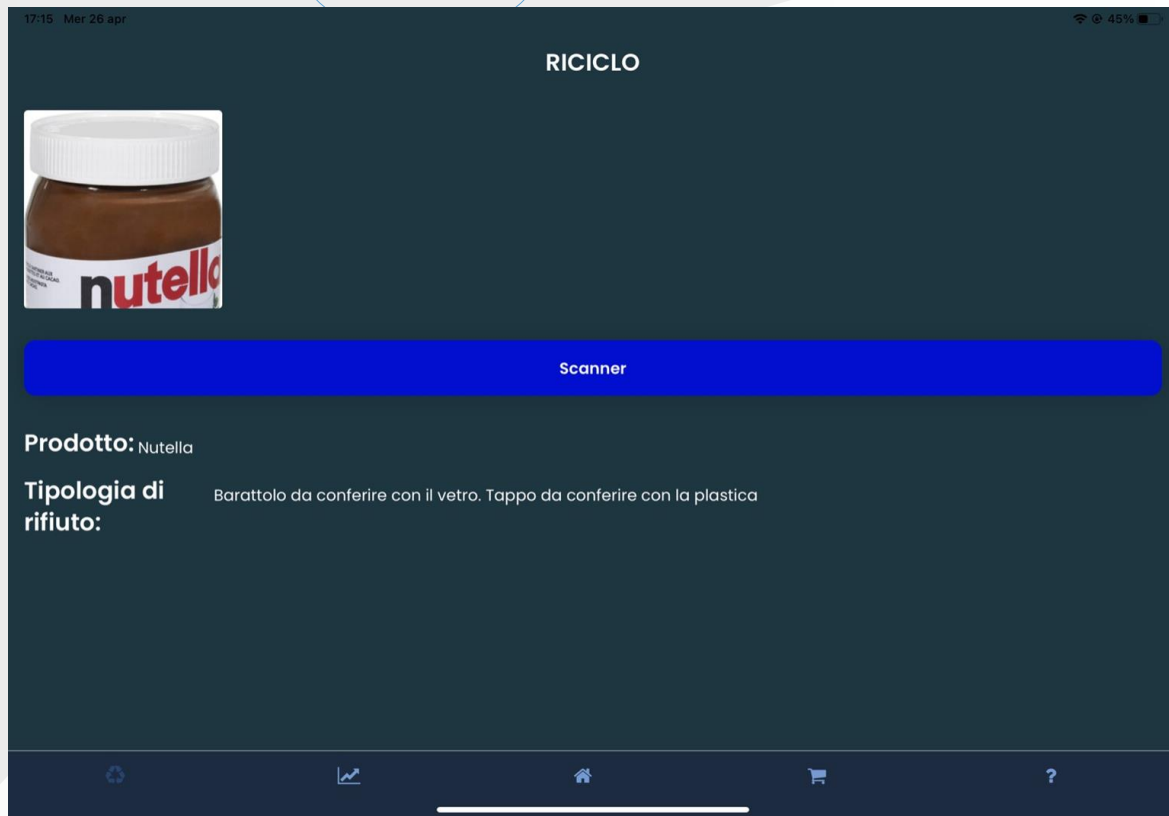 17:15 Mer 26 apr
45%
RICICLO
nutella
Scanner
Prodotto: Nutella
Tipologia di
rifiuto:
Barattolo da conferire con il vetro. Tappo da conferire con la plastica
?